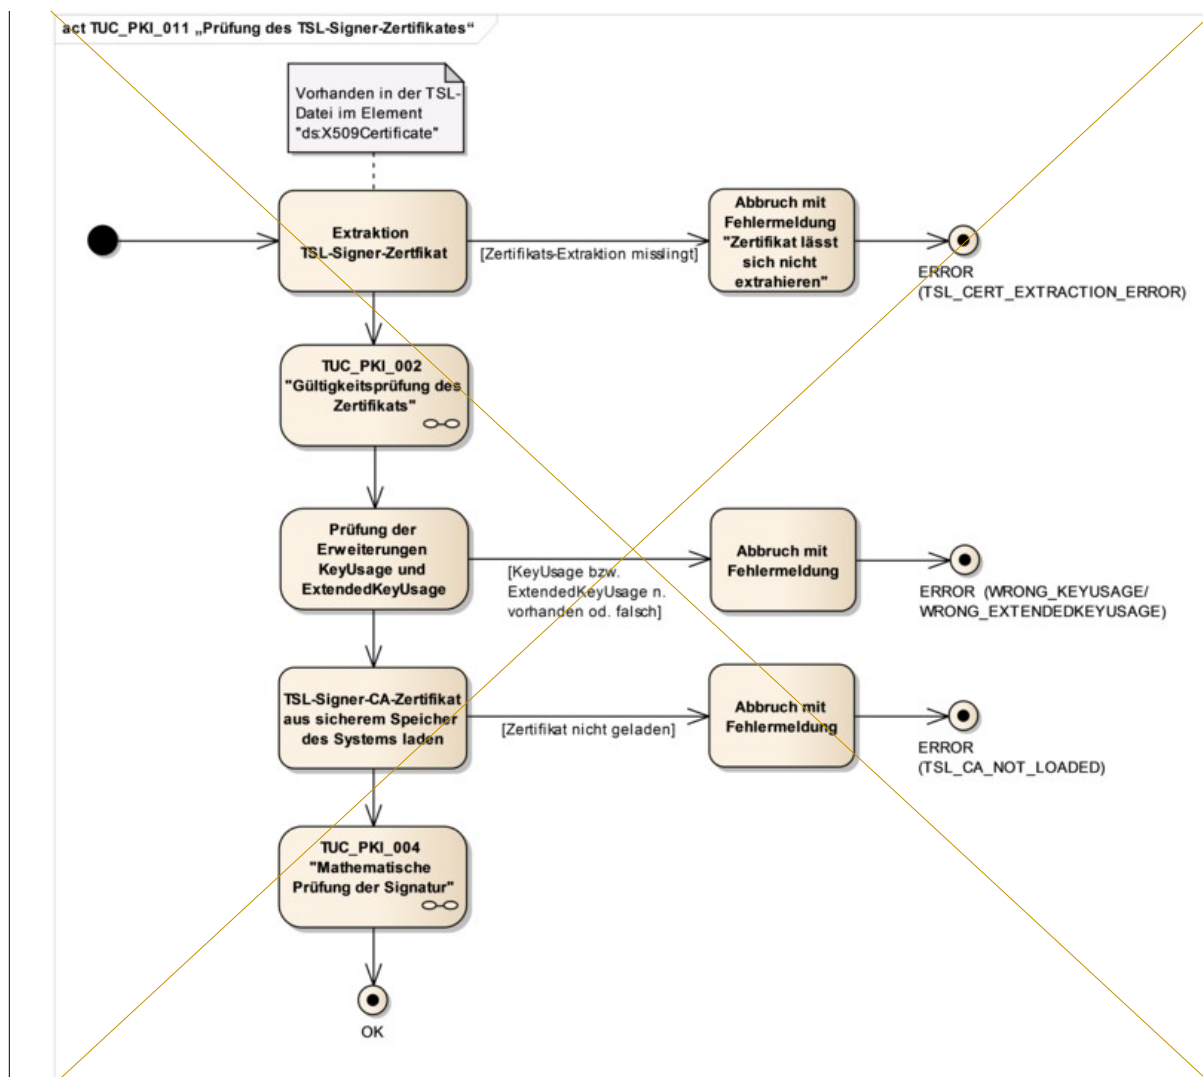 act TUC_PKI_011 „Prüfung des TSL-Signer-Zertifikates“
Vorhanden in der TSL-
Datei im Element
"ds:X509Certificate"
Extraktion
TSL-Signer-Zertfikat
[Zertifikats-Extraktion misslingt]
Abbruch mit
Fehlermeldung
"Zertifikat lässt
sich nicht
extrahieren"
ERROR
(TSL_CERT_EXTRACTION_ERROR)
TUC_PKI_002
"Gültigkeitsprüfung des
Zertifikats"
Prüfung der
Erweiterungen
KeyUsage und
ExtendedKeyUsage
[KeyUsage bzw.
ExtendedKeyUsage n.
vorhanden od. falsch]
Abbruch mit
Fehlermeldung
ERROR (WRONG_KEYUSAGE/
WRONG_EXTENDEDKEYUSAGE)
TSL-Signer-CA-Zertifikat
aus sicherem Speicher
des Systems laden
[Zertifikat nicht geladen]
Abbruch mit
Fehlermeldung
ERROR
(TSL_CA_NOT_LOADED)
TUC_PKI_004
"Mathematische
Prüfung der Signatur"
OK